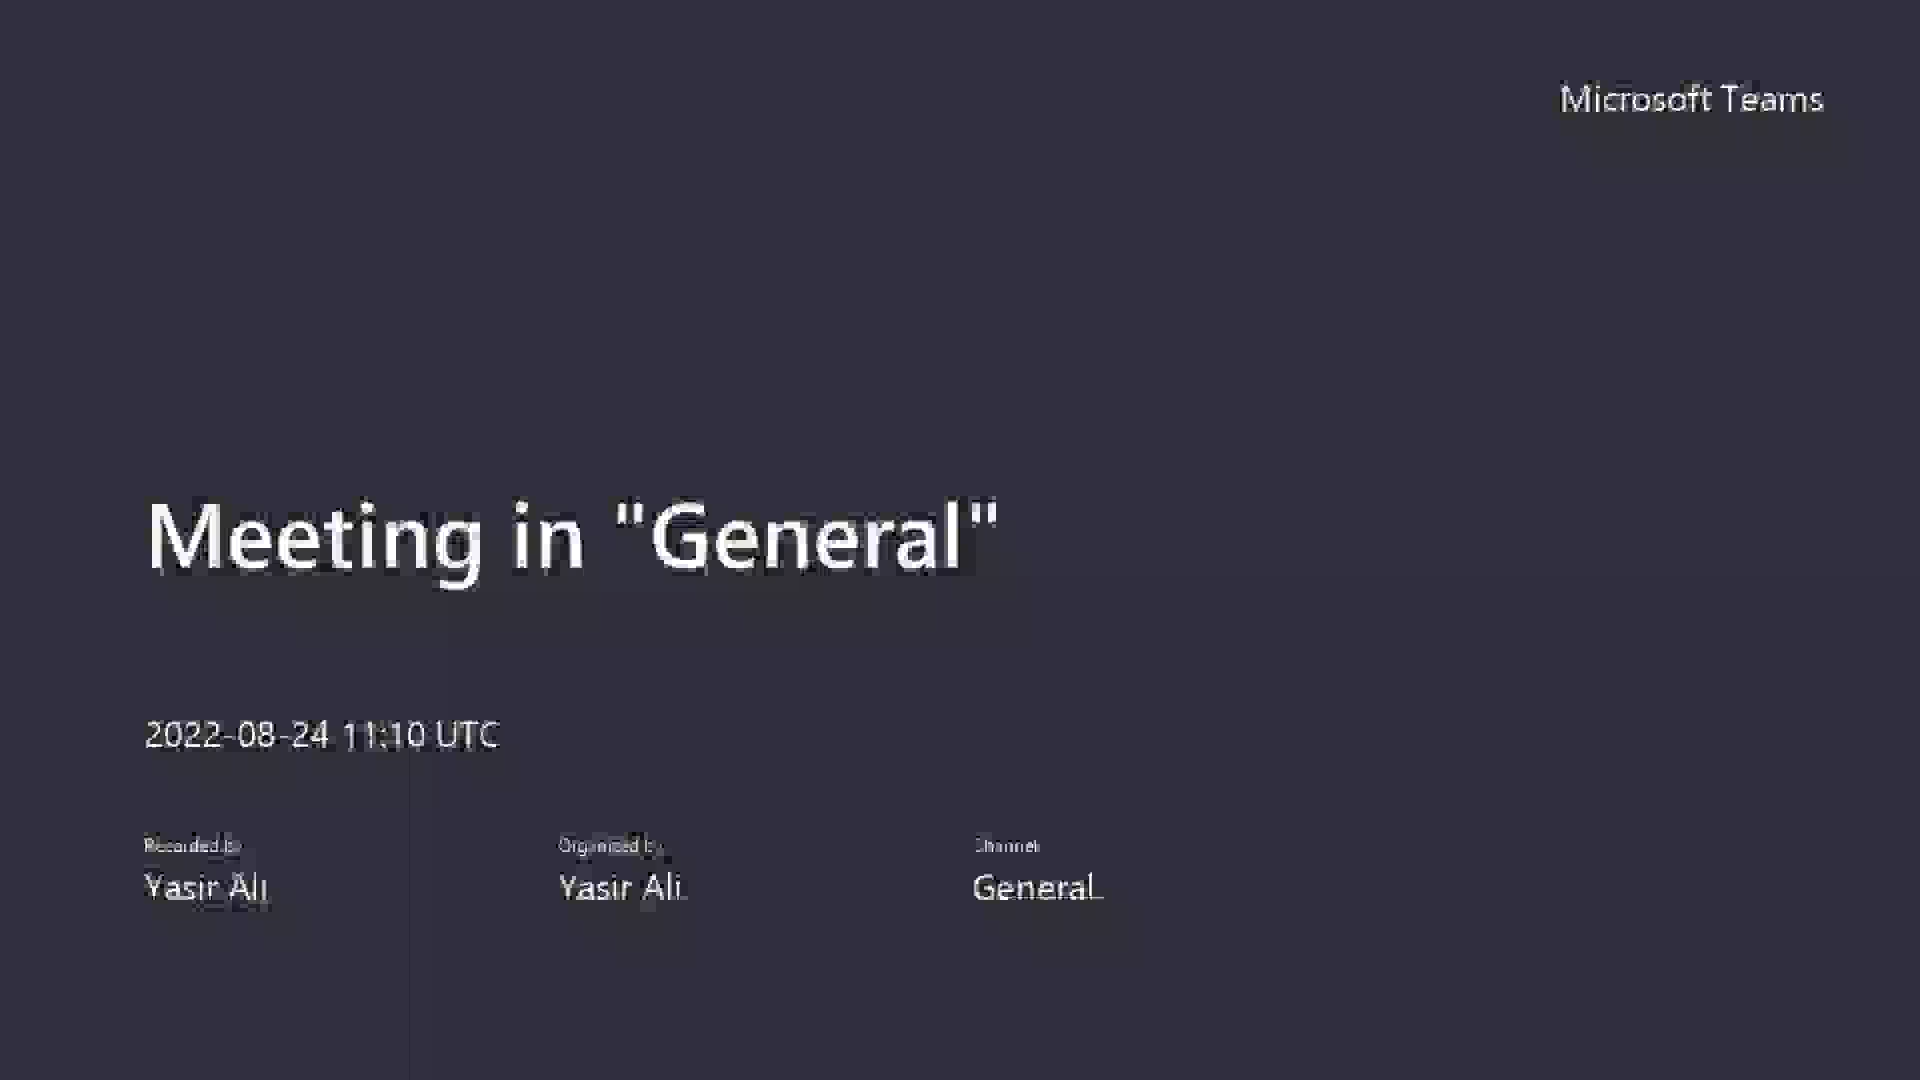 Microsoft Teams
Meeting in "General"
2022-08-24 11:10 UTC
Recorded by
Organized by
Channel
Yasir Ali
Yasir Ali
General